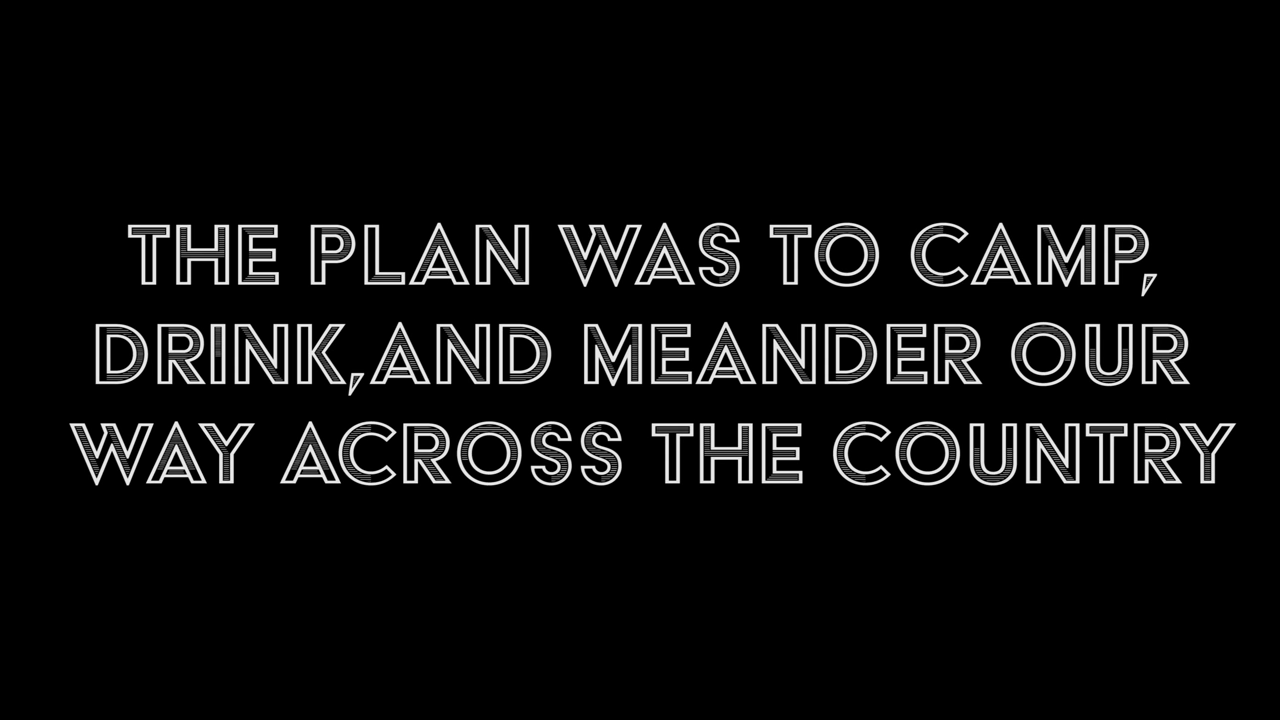 THE PLAN WAS TO CAMP,
DRINK,AND MEANDER OUR
WAY ACROSS THE COUNTRY